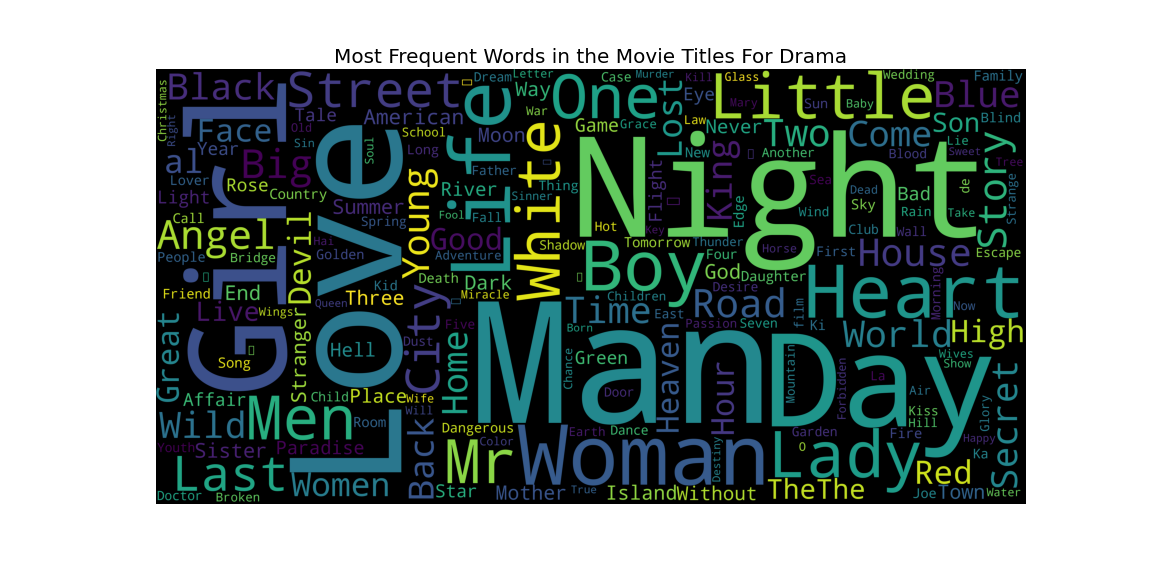 Most Frequent Words in the Movie Titles For Drama
Christmas
Right
Black
Girl
Street
Love
Life
Dream
Letter
Way
War
One
Case
Murder
Kill
Glass
Little
Wedding
Family
Blue
Face
Tale
American
Old
Sin
School
Moon
Game
Grace
Eye
Lost
Mary
Law
Sun
Baby
Never
Two
Come
Son
Blind
Lie
al
Year
Big
Soul
Long
Father
White
Night
New
Another
Blood
Sweet
Tree
Lover
Light
Rose
Country
Young
River
Thing
Sinner
Flight
King
Sea
Dead
Sky
Bad
de
Story
Strange
Call
Summer
Spring
Fool
Fall
Hot
Key
Edge
Wind
Club
Rain
Wall
Take
Angel
Devil
Hai
Good
Adventure
Shadow
Tomorrow
Thunder
Horse
First
House
Escape
People
Bridge
Golden
Death
Dark
Boy
Four
God
Daughter
Desire
Heart
Morning
Friend
End
Live
Wings
Queen
Kid
Three
City
Miracle
Children
Time
East
Road
Passion
Seven
film
Ki
World
Now
High
Great
Stranger
Hell
Dust
Five
Home
Man
Born
Chance
Green
Heaven
Hour
Day
Mountain
Wives
Show
Song
Affair
Child
Place
Wife
Will
Door
Forbidden
La
Air
Kiss
Hill
Glory
Secret
Wild
Men
Room
Back
Dangerous
Mr
Color
Woman
Earth
Dance
Destiny
Garden
O
Lady
Fire
Happy
Ka
Youth
Sister
Paradise
Last
Women
Star
Mother
True
Island
Without
TheThe
Red
Joe
Town
Water
Doctor
Broken